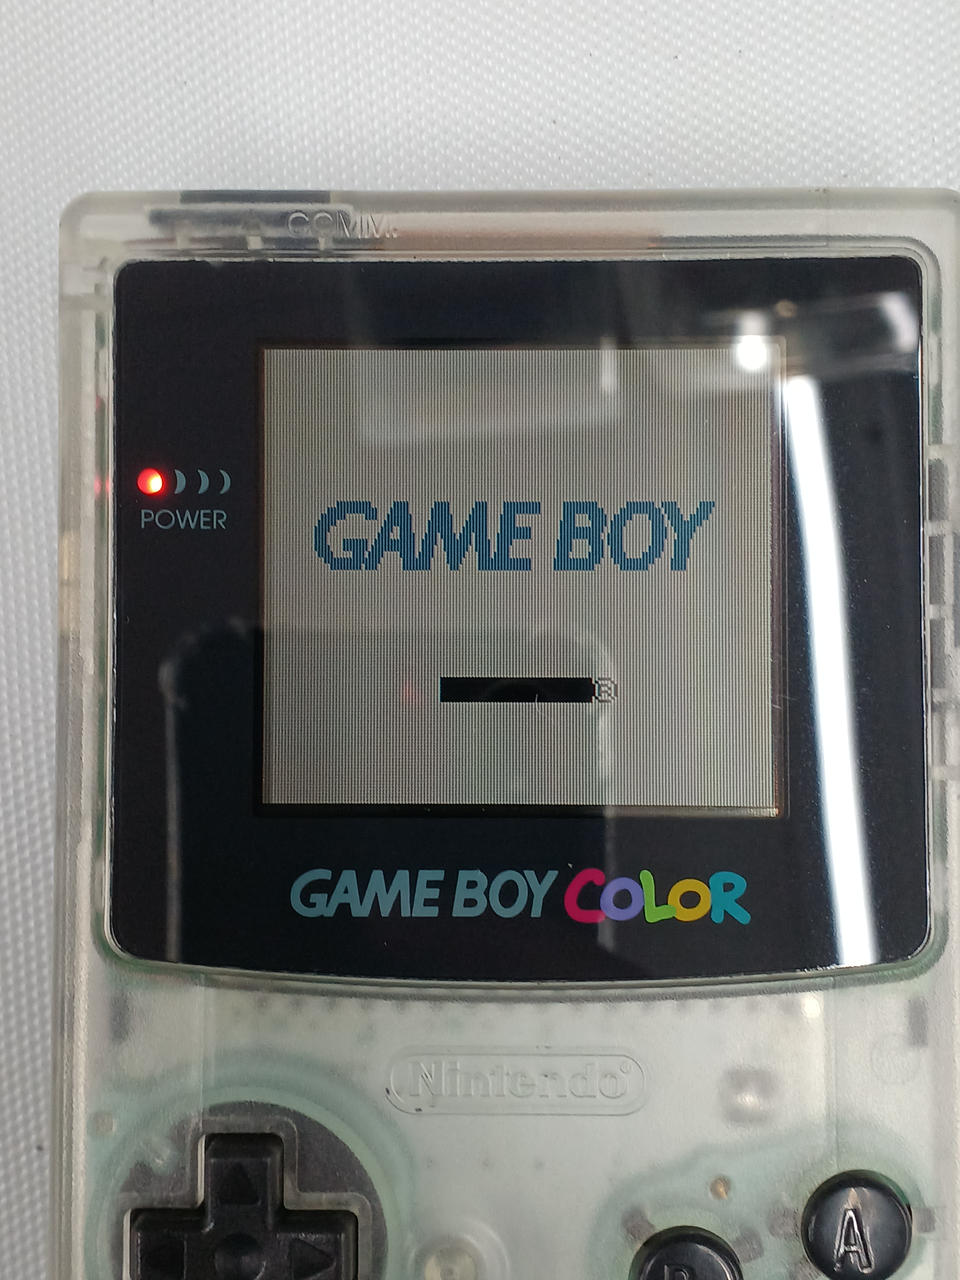 COMM.
POWER
GAME BOY
®
GAME BOY COLOR
Nintendo®
A
B